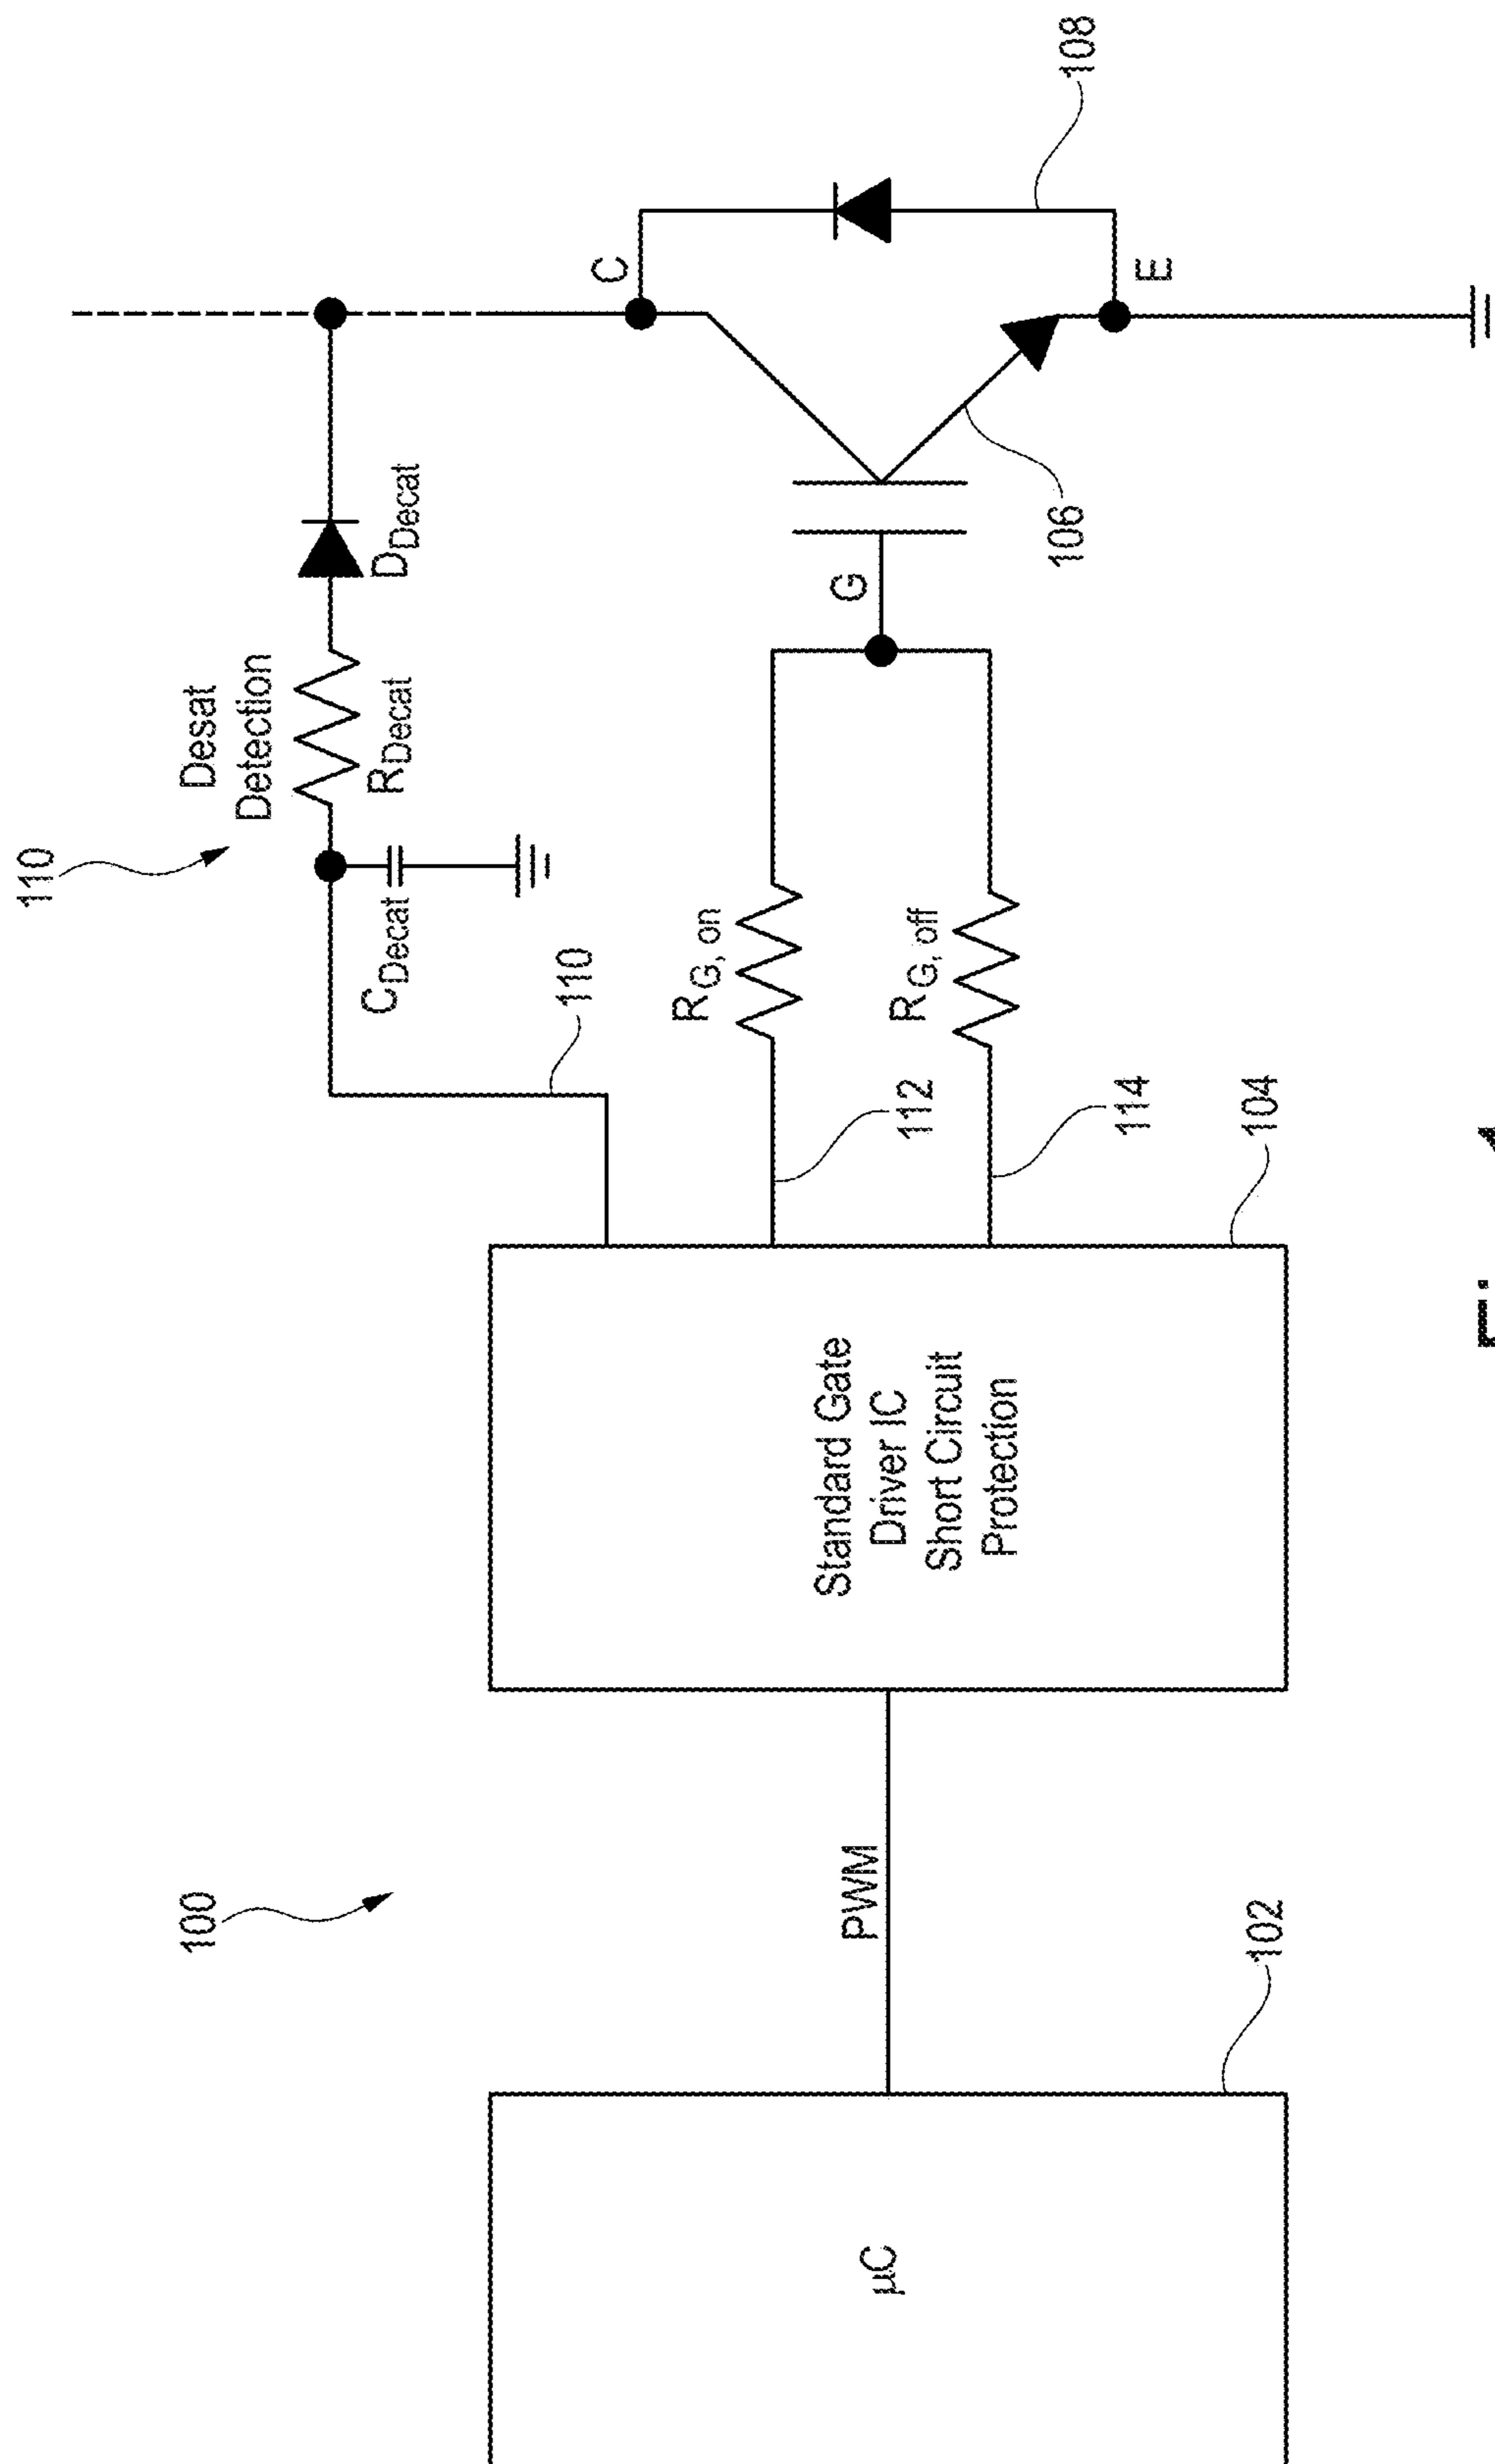 100
110
Desat
Detection
R_Decat
D_Decat
C_Decat
110
C
108
R_G, on
G
112
R_G, off
106
E
114
104
Standard Gate
Driver IC
Short Circuit
Protection
PWM
µC
102